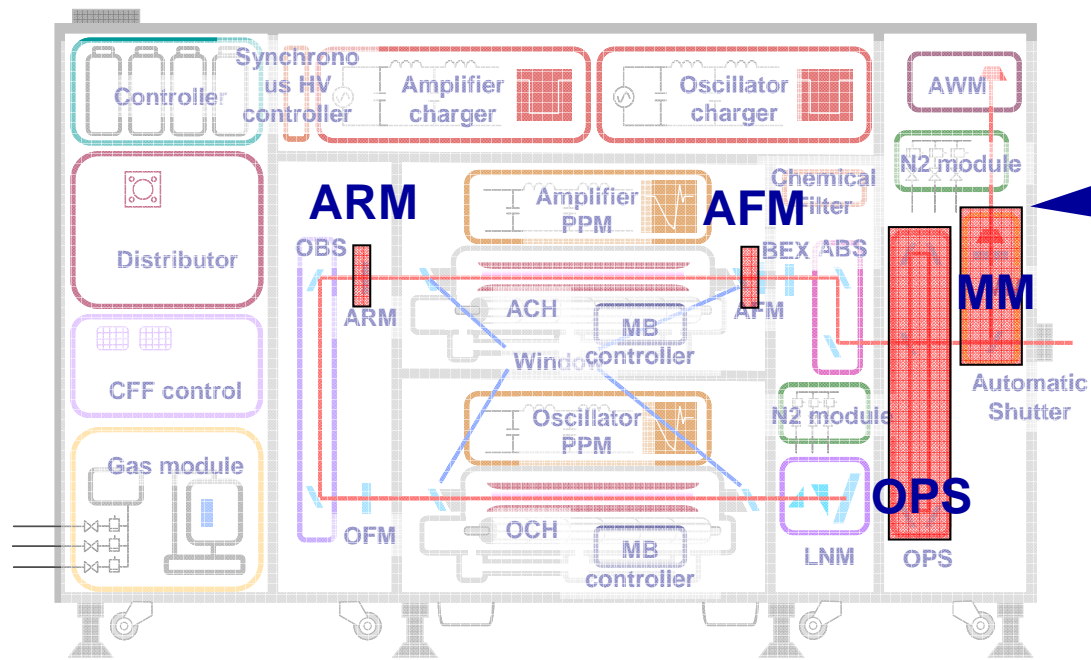 Controller
Synchrono
us HV
controller
Amplifier
charger
Oscillator
charger
AWM
N2 module
Distributor
ARM
Amplifier
PPM
AFM
Chemical
Filter
OBS
BEX ABS
MM
ARM
ACH
AFM
MB
controller
Window
CFF control
Automatic
Shutter
Oscillator
PPM
N2 module
Gas module
OPS
OFM
OCH
MB
controller
LNM
OPS